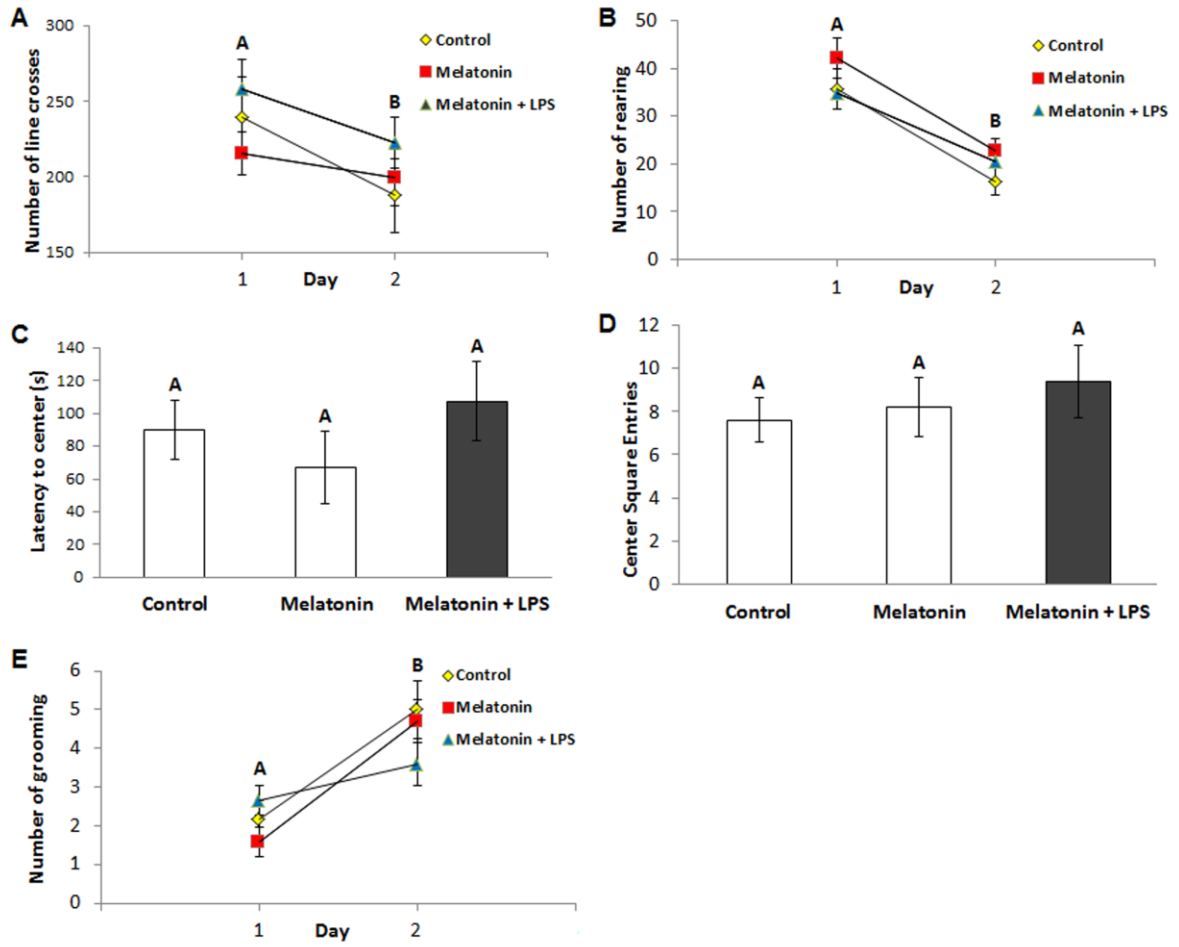 A
Number of line crosses
300
250
200
150
A
B
1 Day 2
Control
Melatonin
Melatonin + LPS
B
Number of rearing
50
40
30
20
10
0
A
B
1 Day 2
Control
Melatonin
Melatonin + LPS
C
Latency to center (s)
140
120
100
80
60
40
20
0
A
A
A
Control Melatonin Melatonin + LPS
D
Center Square Entries
12
10
8
6
4
2
0
A
A
A
Control Melatonin Melatonin + LPS
E
Number of grooming
6
5
4
3
2
1
0
A
B
1 Day 2
Control
Melatonin
Melatonin + LPS